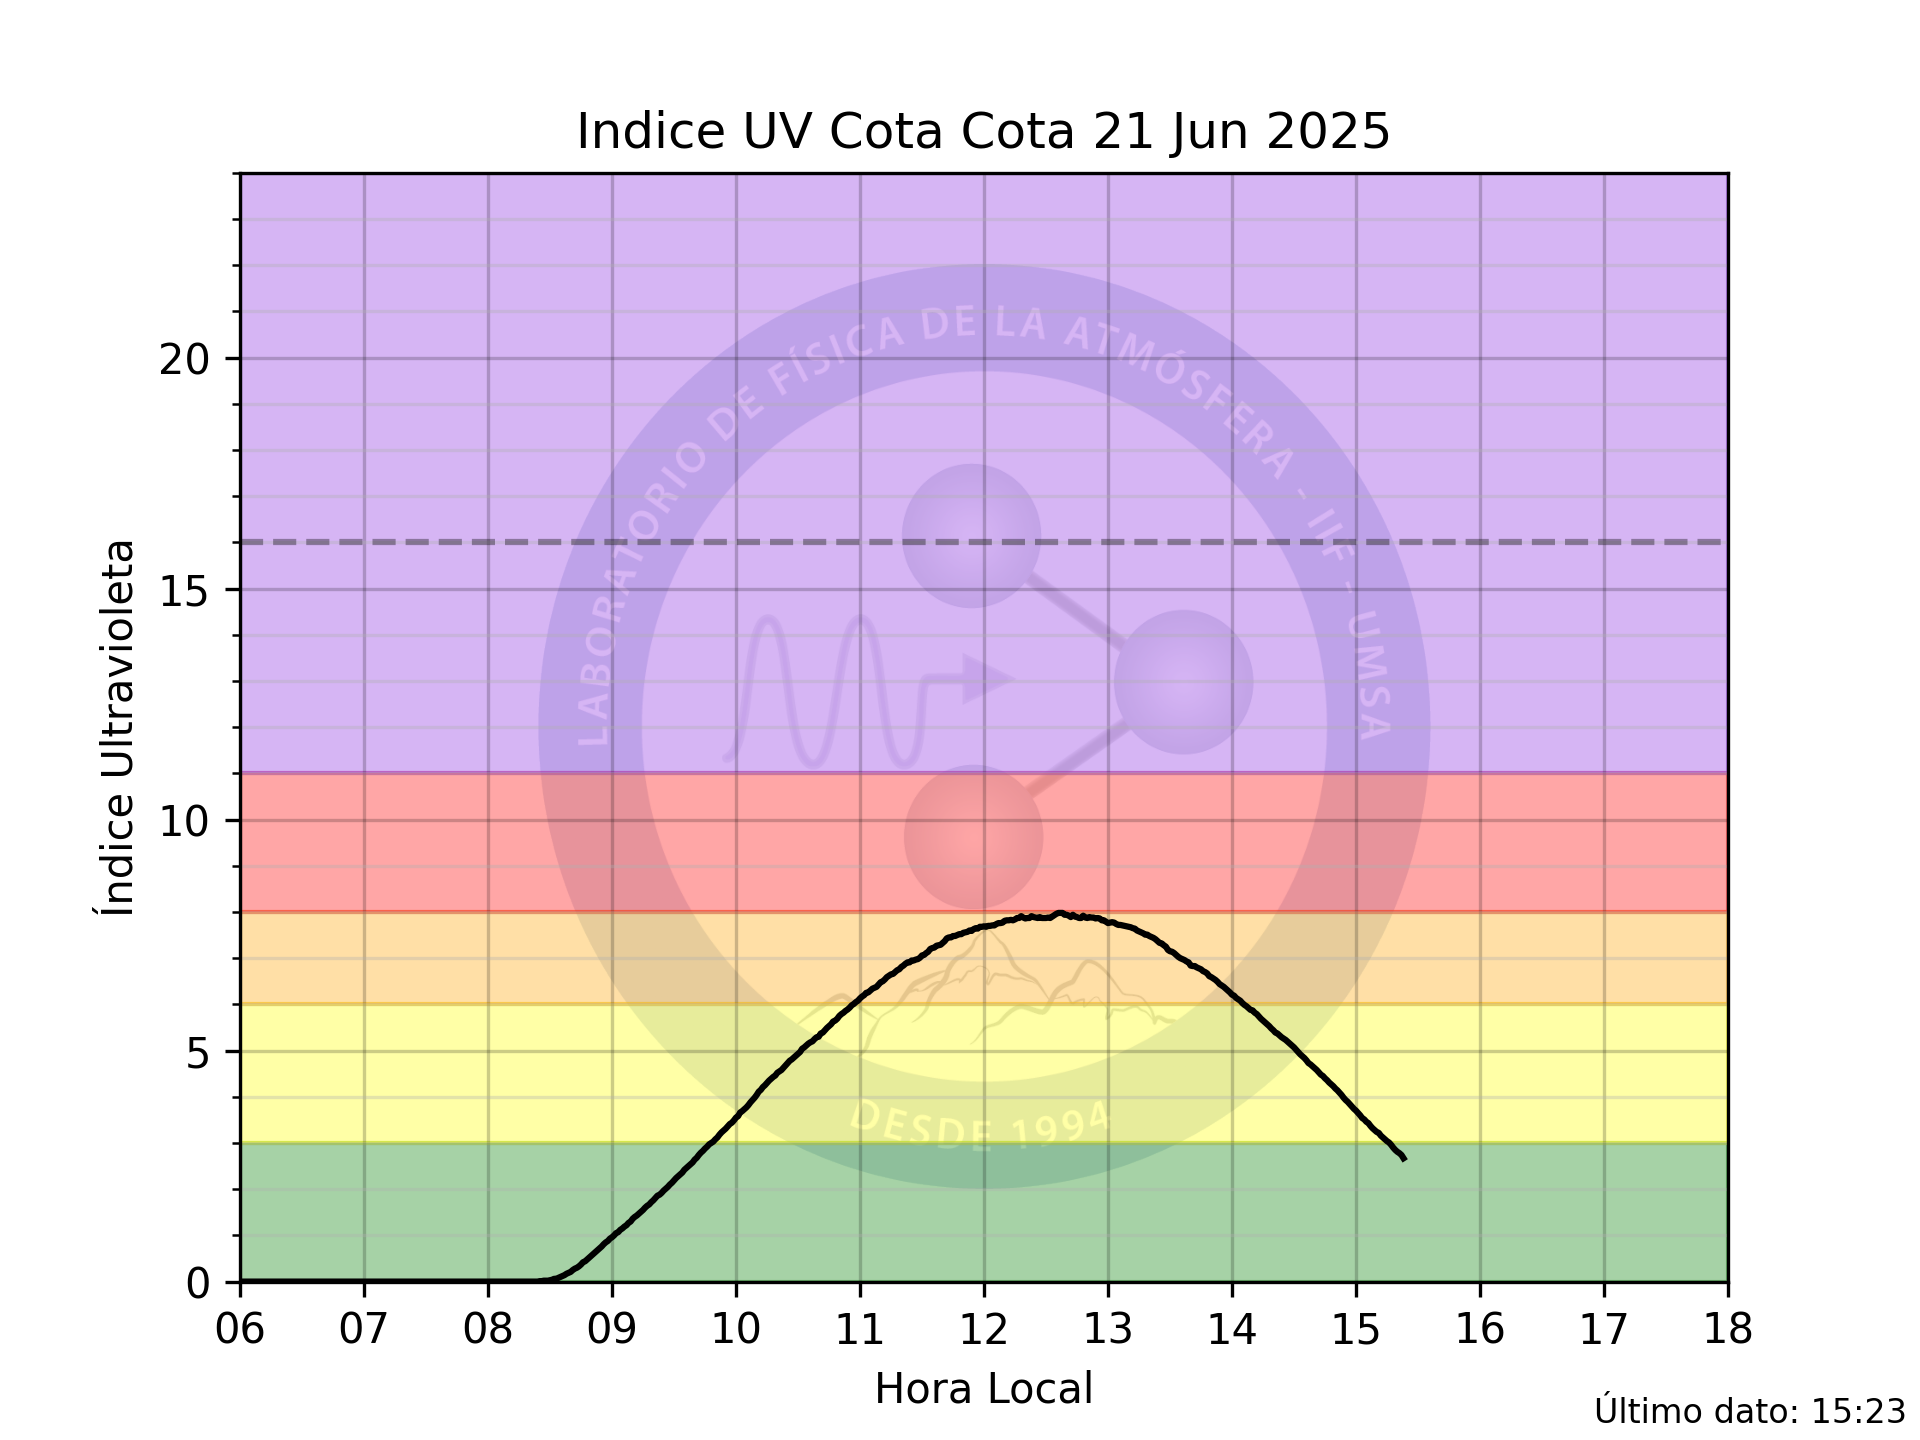 Indice UV Cota Cota 21 Jun 2025
Índice Ultravioleta
20
15
10
5
0
LABORATORIO DE FÍSICA DE LA ATMÓSFERA - IIF - UMSA
DESDE 1994
06 07 08 09 10 11 12 13 14 15 16 17 18
Hora Local
Último dato: 15:23